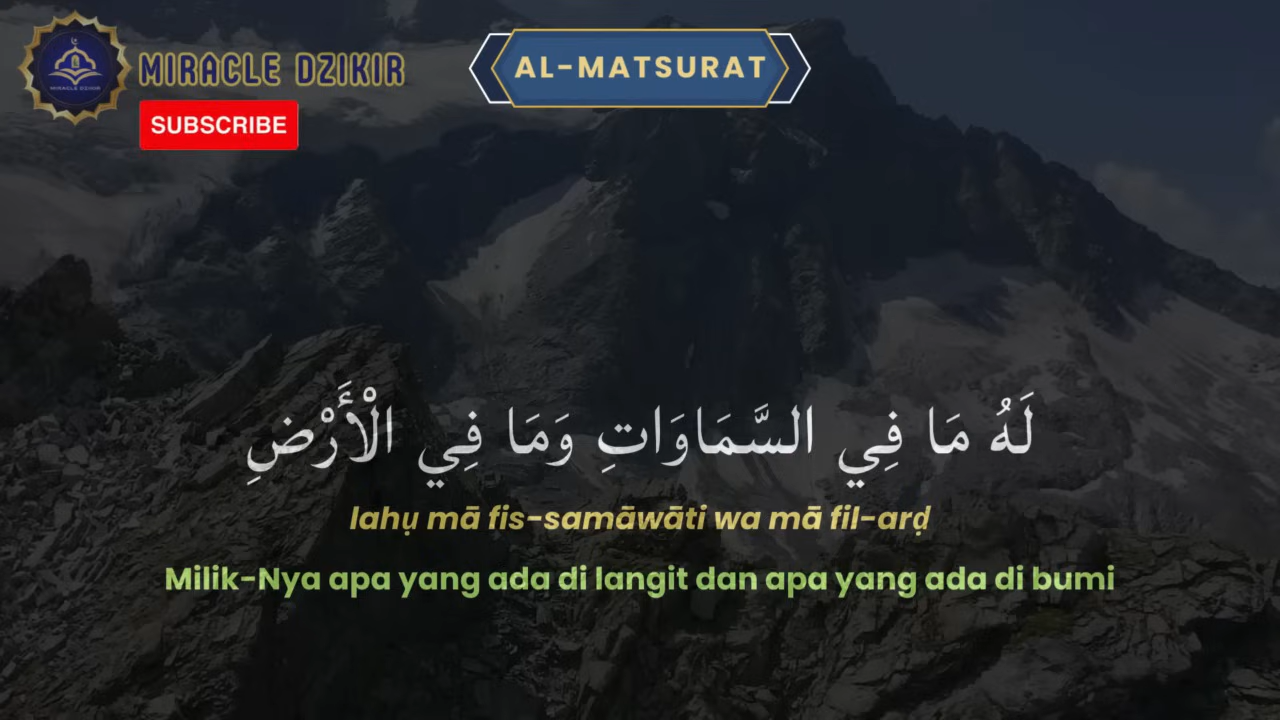 MIRACLE DZIKIR
AL-MATSURAT
SUBSCRIBE
لَهُ مَا فِي السَّمَاوَاتِ وَمَا فِي الْأَرْضِ
lahụ mā fis-samāwāti wa mā fil-arḍ
Milik-Nya apa yang ada di langit dan apa yang ada di bumi